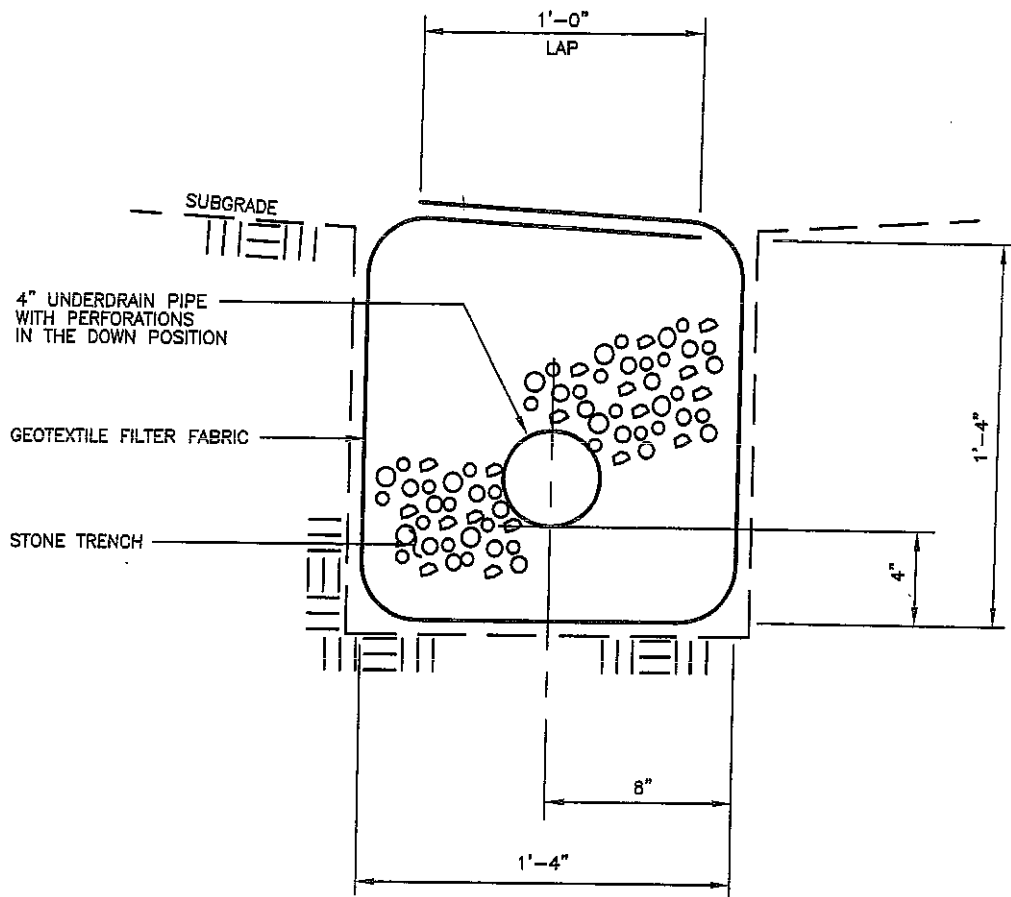 1'-0"
LAP
SUBGRADE
4" UNDERDRAIN PIPE
WITH PERFORATIONS
IN THE DOWN POSITION
GEOTEXTILE FILTER FABRIC
1'-4"
STONE TRENCH
4"
8"
1'-4"